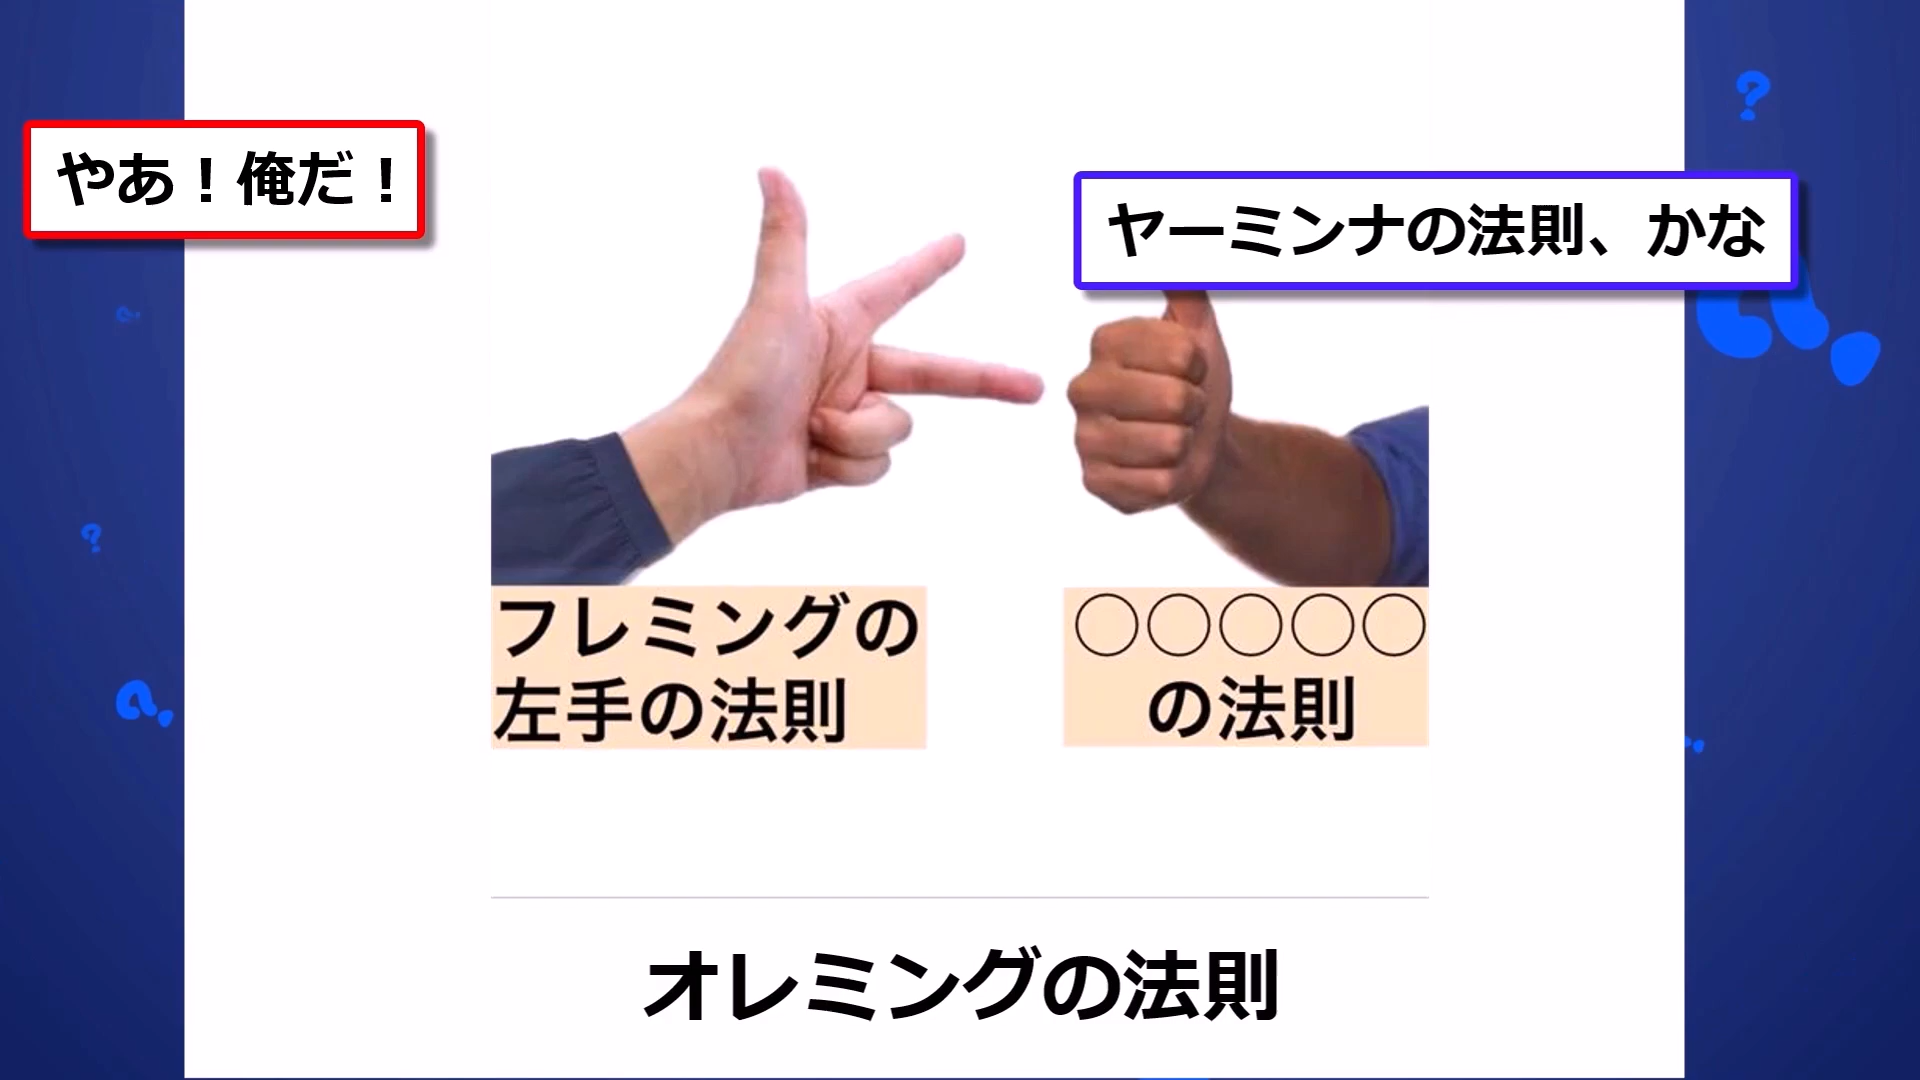 やあ！俺だ！
ヤーミンナの法則、かな
フレミングの
左手の法則
〇〇〇〇〇
の法則
オレミングの法則